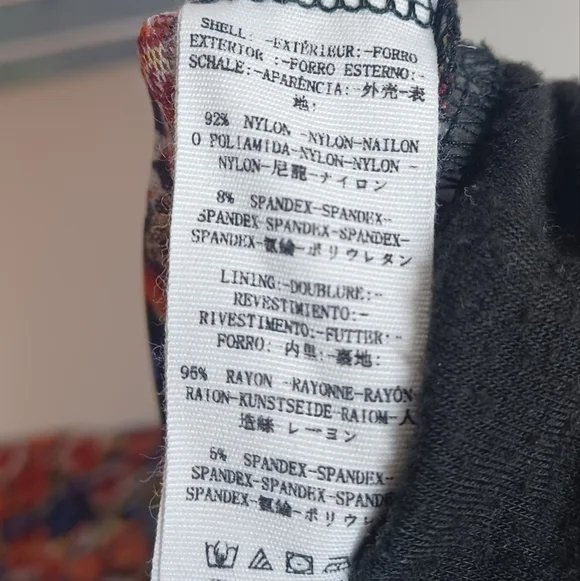 SHELL: -EXTÉRIEUR:-FORRO
EXTERIOR :-FORRO ESTERNO:-
SCHALE:-APARÊNCIA:-外壳-表
地:
92% NYLON -NYLON-NAILON
O POLIAMIDA-NYLON-NYLON -
NYLON-尼龍-ナイロン
8% SPANDEX-SPANDEX-
SPANDEX-SPANDEX-SPANDEX-
SPANDEX-氨綸-ポリウレタン
LINING:-DOUBLURE:-
REVESTIMIENTO:-
RIVESTIMENTO:-FUTTER:-
FORRO: 内里:-裏地:
95% RAYON -RAYONNE-RAYÓN
RAION-KUNSTSEIDE-RAIOM-人
造絲 レーヨン
5% SPANDEX-SPANDEX-
SPANDEX-SPANDEX-SPAND
SPANDEX-氨綸-ポリウレ